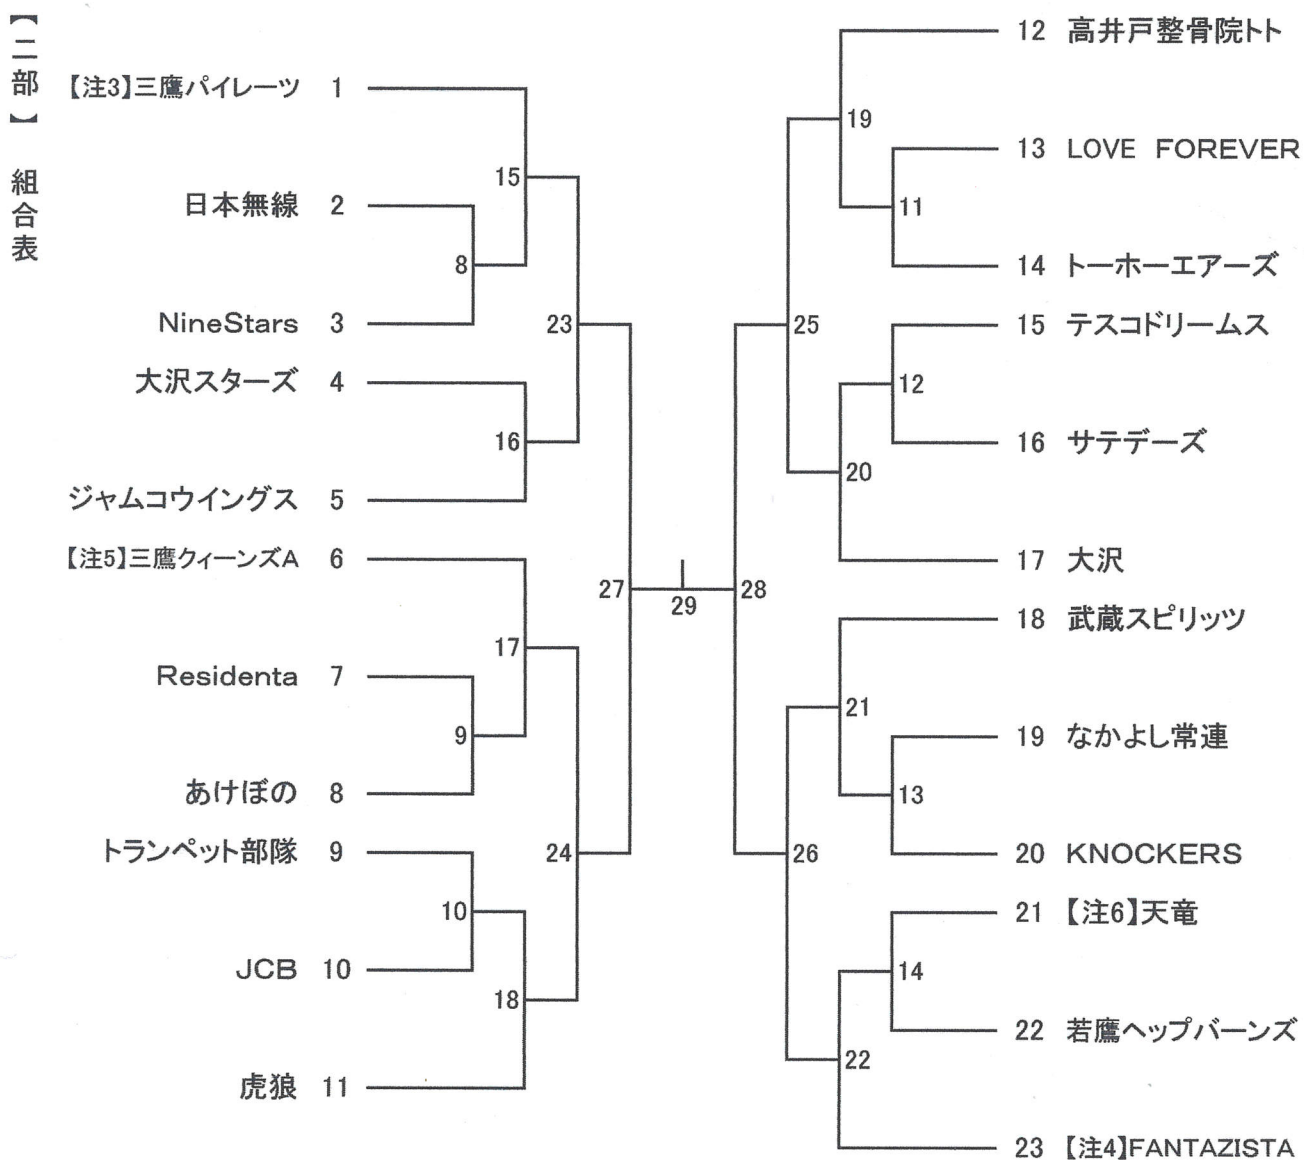 【二部】 組合表
【注3】三鷹パイレーツ 1
日本無線 2
NineStars 3
大沢スターズ 4
ジャムコウイングス 5
【注5】三鷹クィーンズA 6
Residenta 7
あけぼの 8
トランペット部隊 9
JCB 10
虎狼 11
15
8
23
16
17
9
24
10
18
27
29
28
19
11
25
12
20
21
13
26
14
22
12 高井戸整骨院トト
13 LOVE FOREVER
14 トーホーエアーズ
15 テスコドリームス
16 サテデーズ
17 大沢
18 武蔵スピリッツ
19 なかよし常連
20 KNOCKERS
21 【注6】天竜
22 若鷹ヘップバーンズ
23 【注4】FANTAZISTA